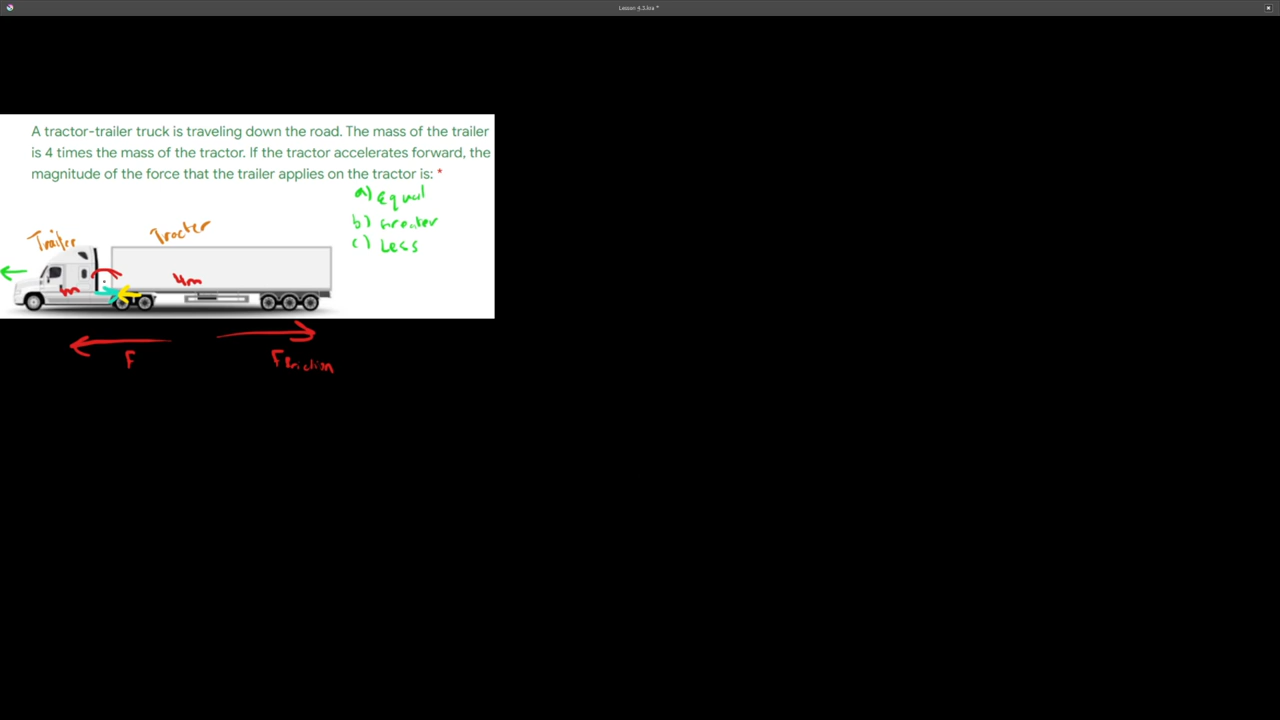 Lesson 4.3.kra *
A tractor-trailer truck is traveling down the road. The mass of the trailer
is 4 times the mass of the tractor. If the tractor accelerates forward, the
magnitude of the force that the trailer applies on the tractor is: *
a) Equal
b) Greater
c) Less
Trailer
Tracter
m
4m
F
Ffriction